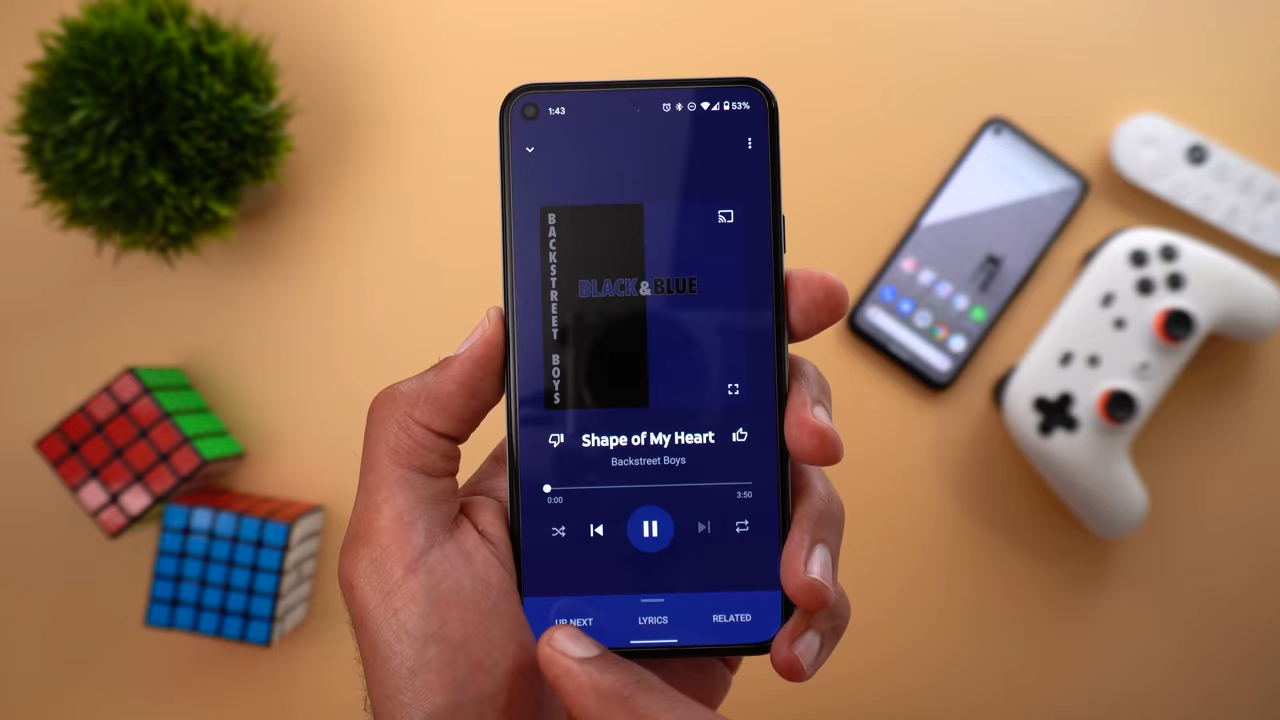 1:43
53%
BACKSTREET BOYS
BLACK&BLUE
Shape of My Heart
Backstreet Boys
0:00
3:50
UP NEXT
LYRICS
RELATED